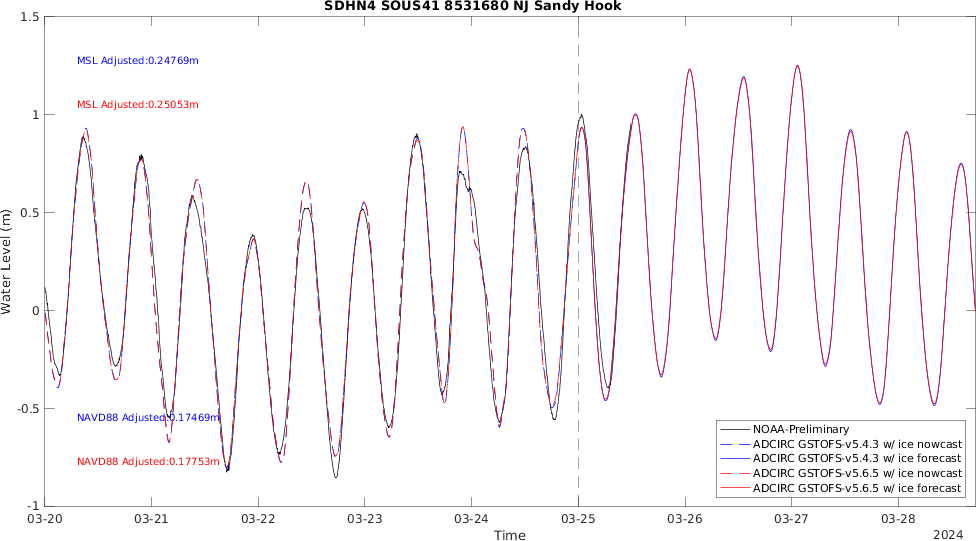 SDHN4 SOUS41 8531680 NJ Sandy Hook
1.5
MSL Adjusted:0.24769m
MSL Adjusted:0.25053m
1
0.5
Water Level (m)
0
-0.5
NAVD88 Adjusted:0.17469m
NAVD88 Adjusted:0.17753m
-1
NOAA-Preliminary
ADCIRC GSTOFS-v5.4.3 w/ ice nowcast
ADCIRC GSTOFS-v5.4.3 w/ ice forecast
ADCIRC GSTOFS-v5.6.5 w/ ice nowcast
ADCIRC GSTOFS-v5.6.5 w/ ice forecast
03-20 03-21 03-22 03-23 03-24 03-25 03-26 03-27 03-28
Time
2024